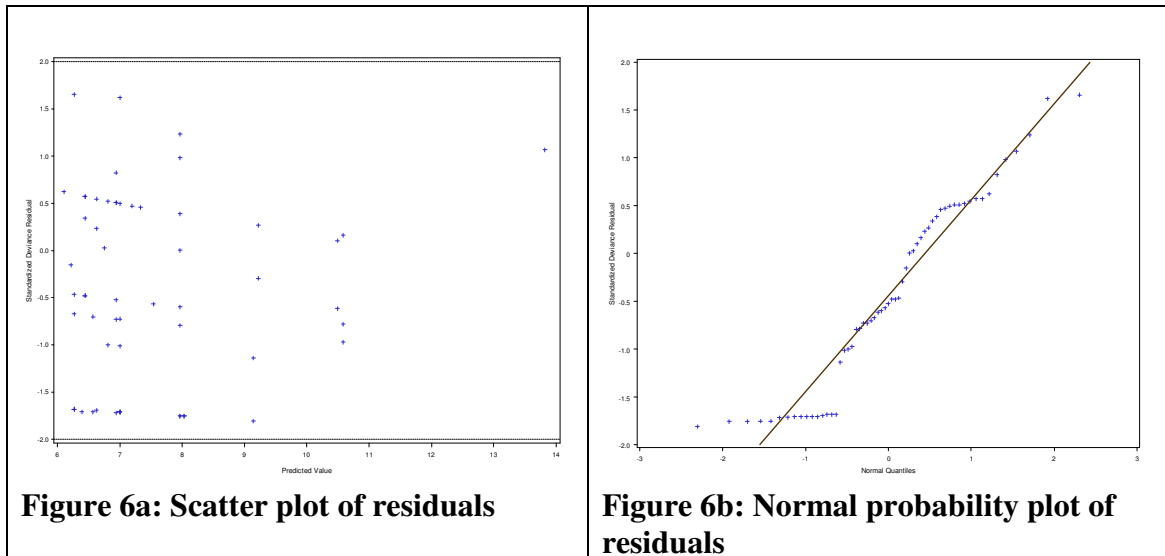 2.0
1.5
1.0
0.5
0.0
-0.5
-1.0
-1.5
-2.0
Standardized Deviance Residual
6 7 8 9 10 11 12 13 14
Predicted Value
Figure 6a: Scatter plot of residuals
2.0
1.5
1.0
0.5
0
-0.5
-1.0
-1.5
-2.0
Standardized Deviance Residual
-3 -2 -1 0 1 2 3
Normal Quantiles
Figure 6b: Normal probability plot of
residuals